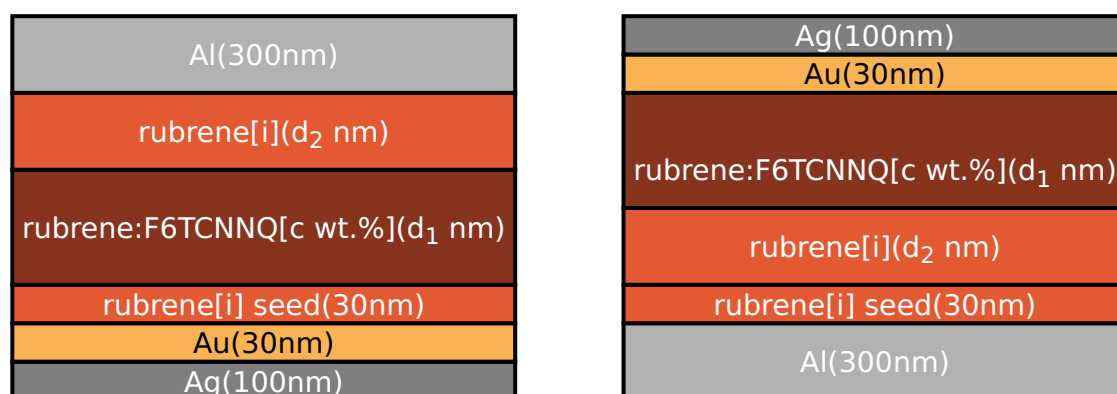 Al(300nm)
rubrene[i](d₂ nm)
rubrene:F6TCNNQ[c wt.%](d₁ nm)
rubrene[i] seed(30nm)
Au(30nm)
Ag(100nm)
Ag(100nm)
Au(30nm)
rubrene:F6TCNNQ[c wt.%](d₁ nm)
rubrene[i](d₂ nm)
rubrene[i] seed(30nm)
Al(300nm)